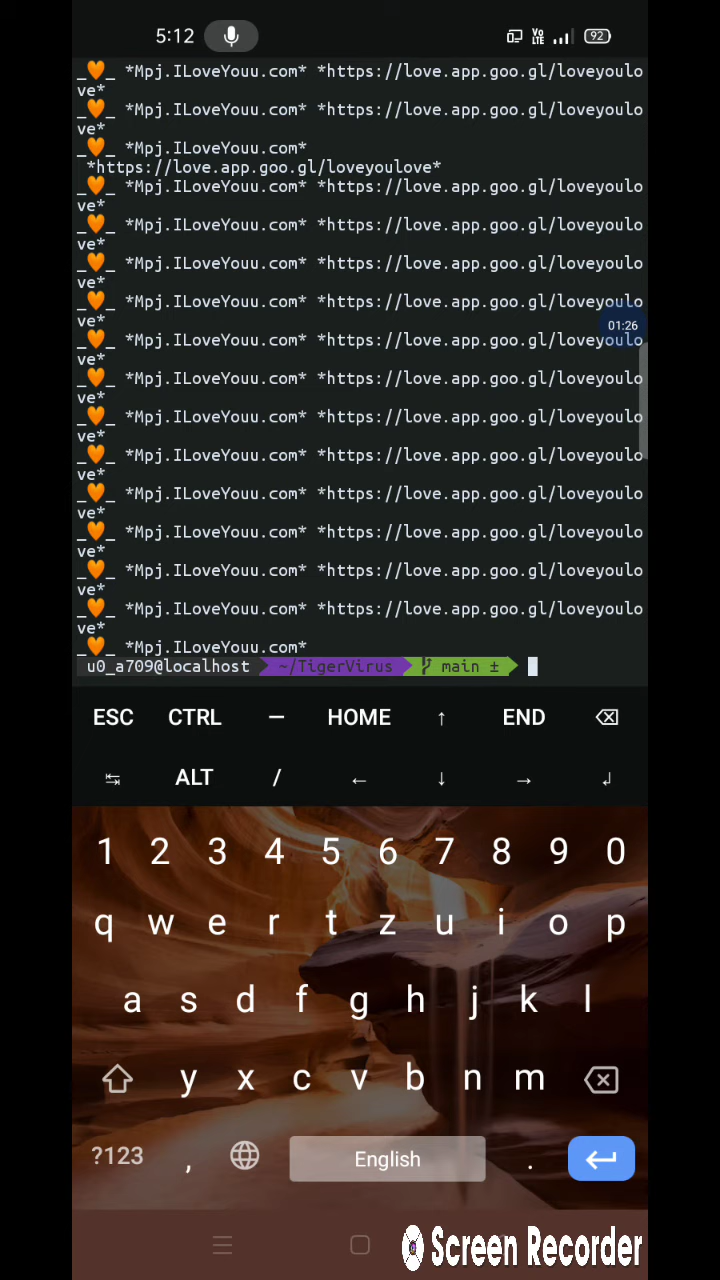 5:12 Vo LTE 92
_🧡_ *Mpj.ILoveYouu.com* *https://love.app.goo.gl/loveyoulo
ve*
_🧡_ *Mpj.ILoveYouu.com* *https://love.app.goo.gl/loveyoulo
ve*
_🧡_ *Mpj.ILoveYouu.com*
*https://love.app.goo.gl/loveyoulove*
_🧡_ *Mpj.ILoveYouu.com* *https://love.app.goo.gl/loveyoulo
ve*
_🧡_ *Mpj.ILoveYouu.com* *https://love.app.goo.gl/loveyoulo
ve*
_🧡_ *Mpj.ILoveYouu.com* *https://love.app.goo.gl/loveyoulo
ve*
_🧡_ *Mpj.ILoveYouu.com* *https://love.app.goo.gl/loveyoulo
ve*
01:26
_🧡_ *Mpj.ILoveYouu.com* *https://love.app.goo.gl/loveyoulo
ve*
_🧡_ *Mpj.ILoveYouu.com* *https://love.app.goo.gl/loveyoulo
ve*
_🧡_ *Mpj.ILoveYouu.com* *https://love.app.goo.gl/loveyoulo
ve*
_🧡_ *Mpj.ILoveYouu.com* *https://love.app.goo.gl/loveyoulo
ve*
_🧡_ *Mpj.ILoveYouu.com* *https://love.app.goo.gl/loveyoulo
ve*
_🧡_ *Mpj.ILoveYouu.com* *https://love.app.goo.gl/loveyoulo
ve*
_🧡_ *Mpj.ILoveYouu.com* *https://love.app.goo.gl/loveyoulo
ve*
_🧡_ *Mpj.ILoveYouu.com* *https://love.app.goo.gl/loveyoulo
ve*
_🧡_ *Mpj.ILoveYouu.com*
u0_a709@localhost ~/TigerVirus main ±
ESC CTRL — HOME ↑ END ⌫
↹ ALT / ← ↓ → ↲
1 2 3 4 5 6 7 8 9 0
q w e r t z u i o p
a s d f g h j k l
y x c v b n m
?123 , English .
Screen Recorder